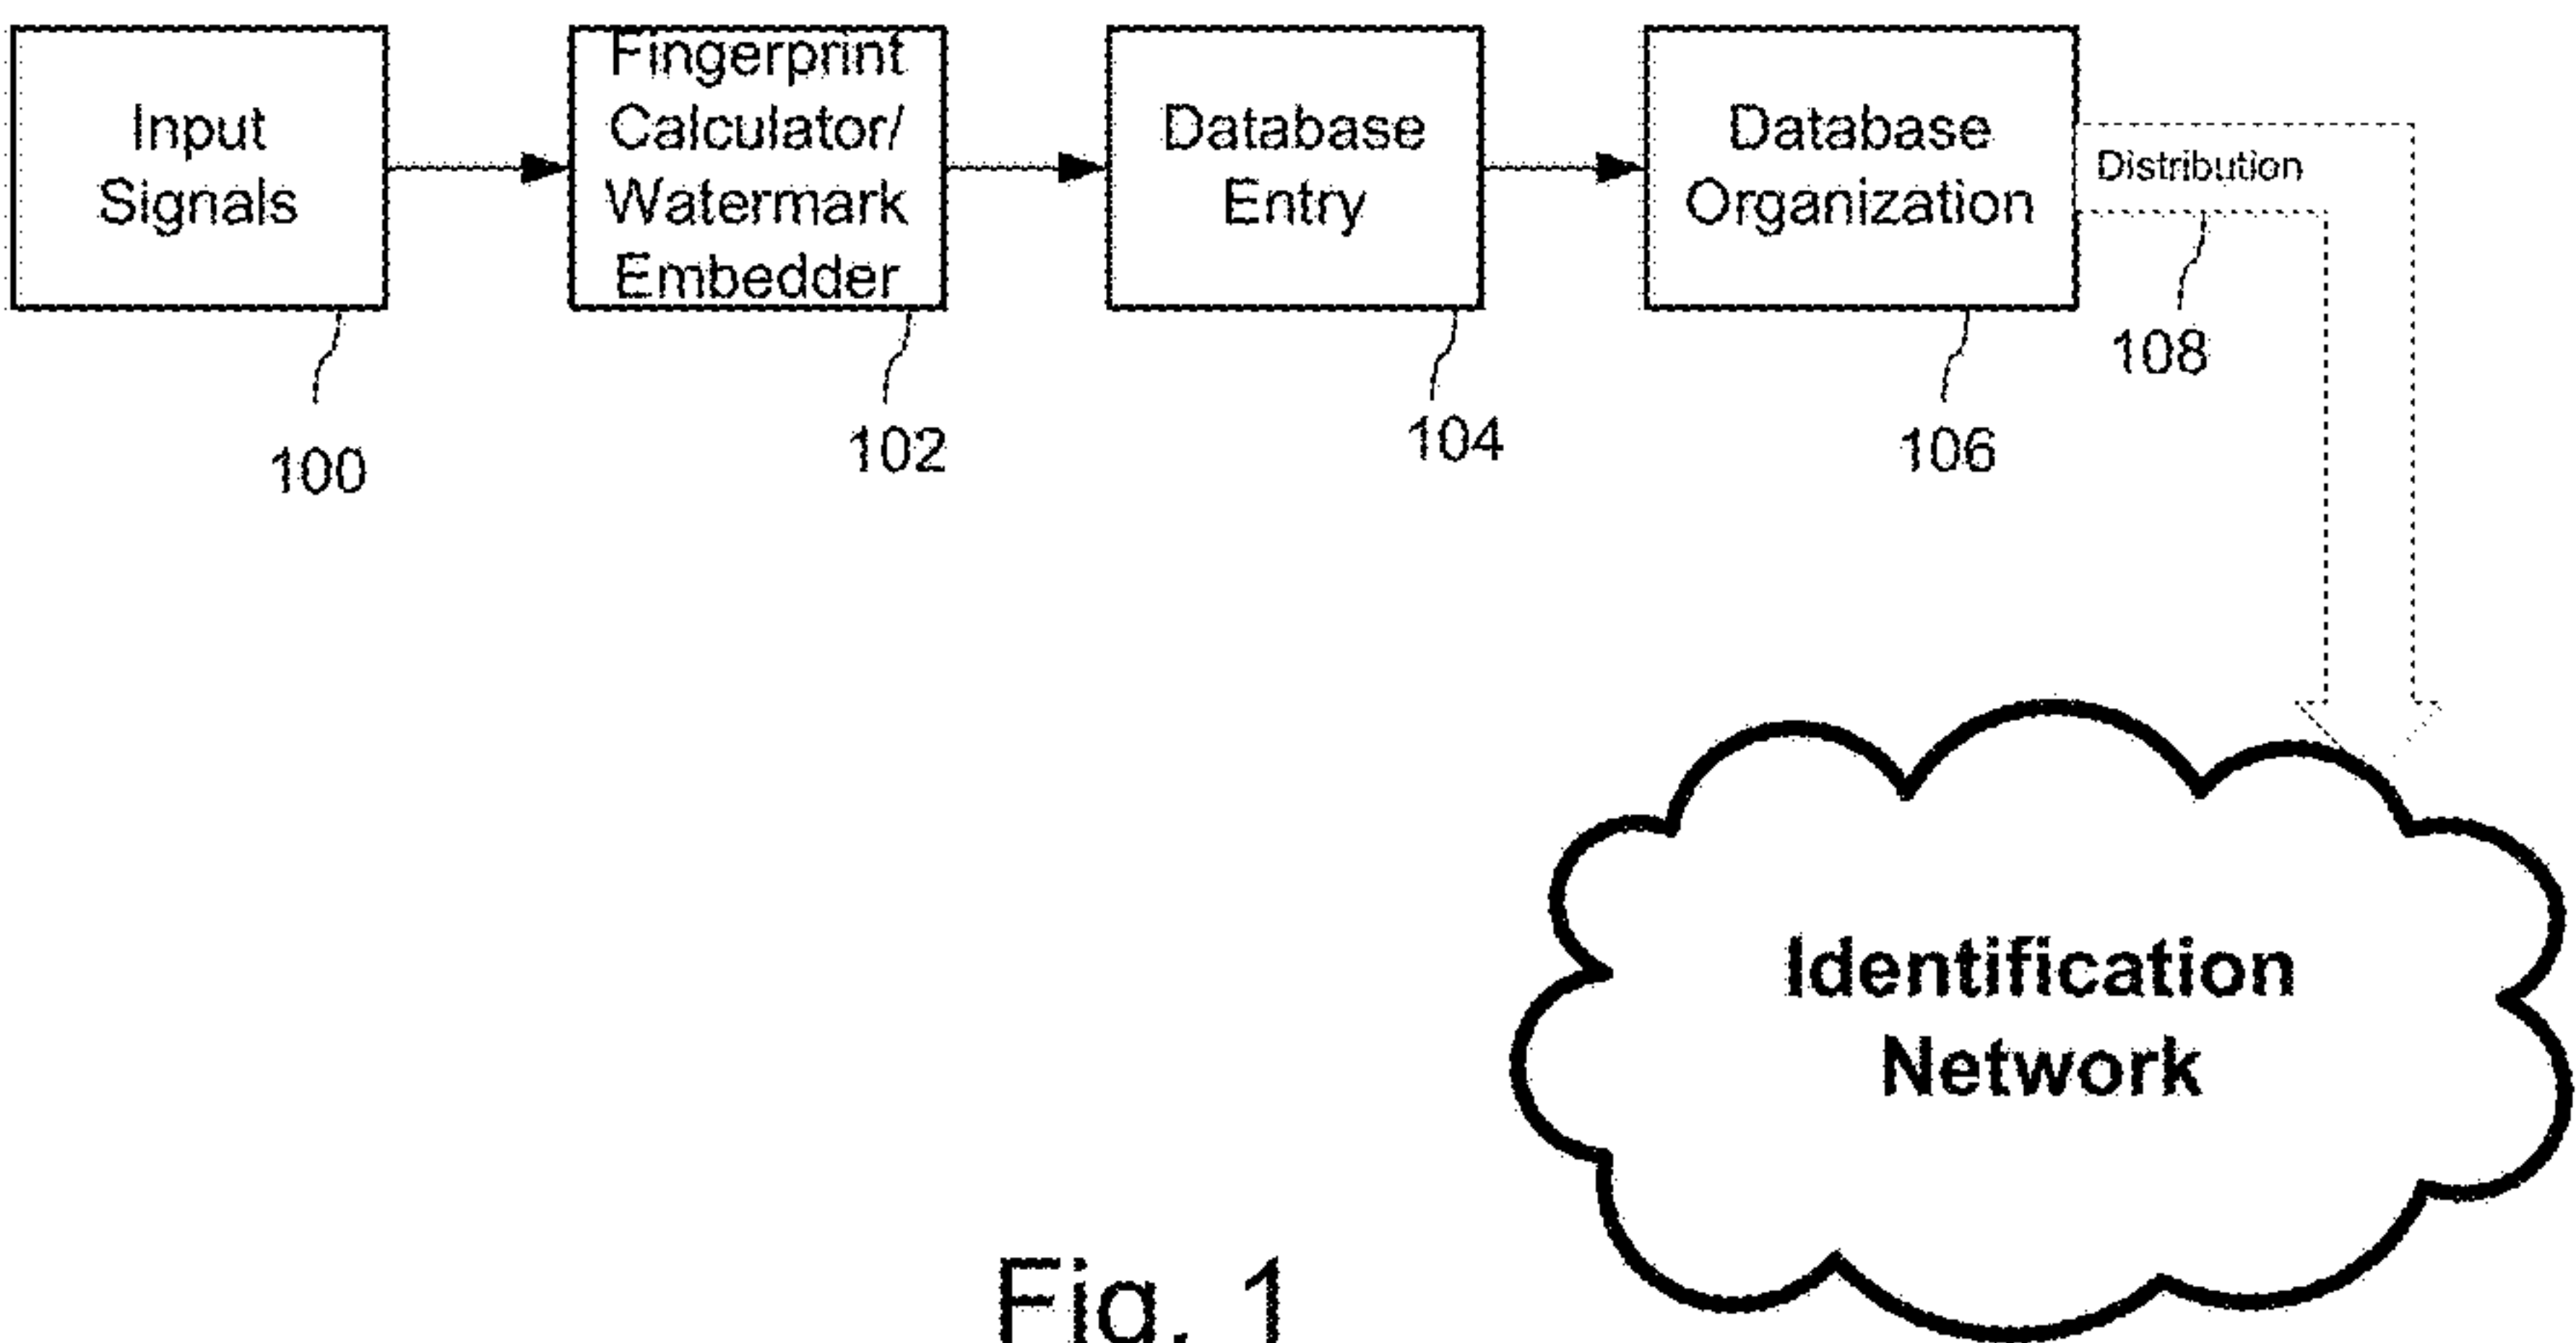 Input
Signals
Fingerprint
Calculator/
Watermark
Embedder
Database
Entry
Database
Organization
Distribution
100
102
104
106
108
Identification
Network
Fig. 1